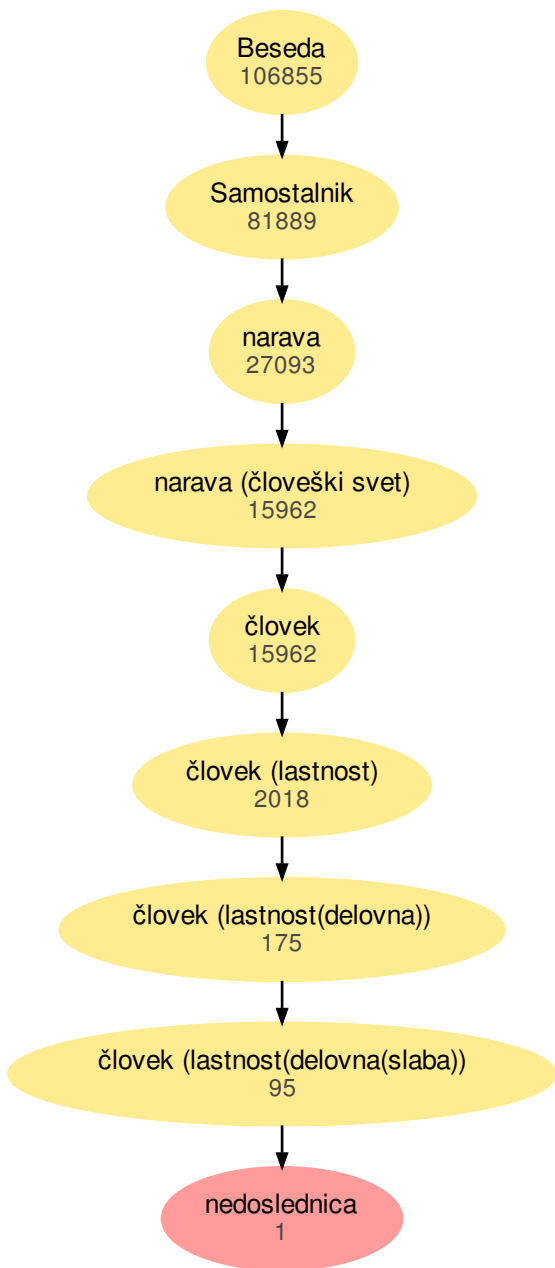 Beseda
106855
Samostalnik
81889
narava
27093
narava (človeški svet)
15962
človek
15962
človek (lastnost)
2018
človek (lastnost(delovna))
175
človek (lastnost(delovna(slaba))
95
nedoslednica
1